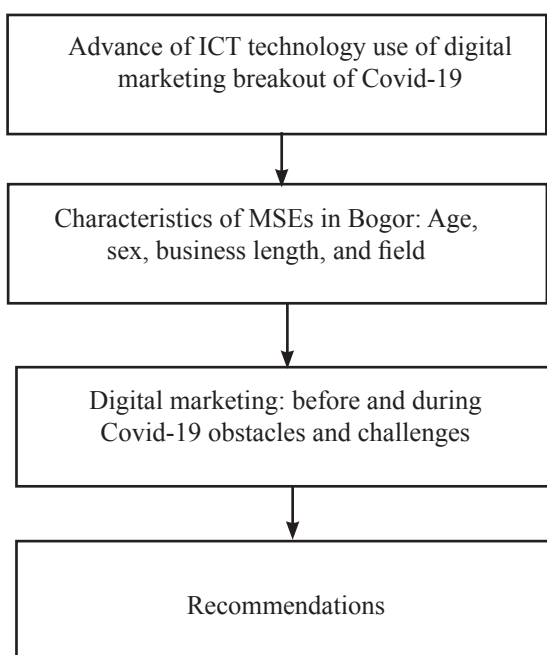 Advance of ICT technology use of digital
marketing breakout of Covid-19
Characteristics of MSEs in Bogor: Age,
sex, business length, and field
Digital marketing: before and during
Covid-19 obstacles and challenges
Recommendations